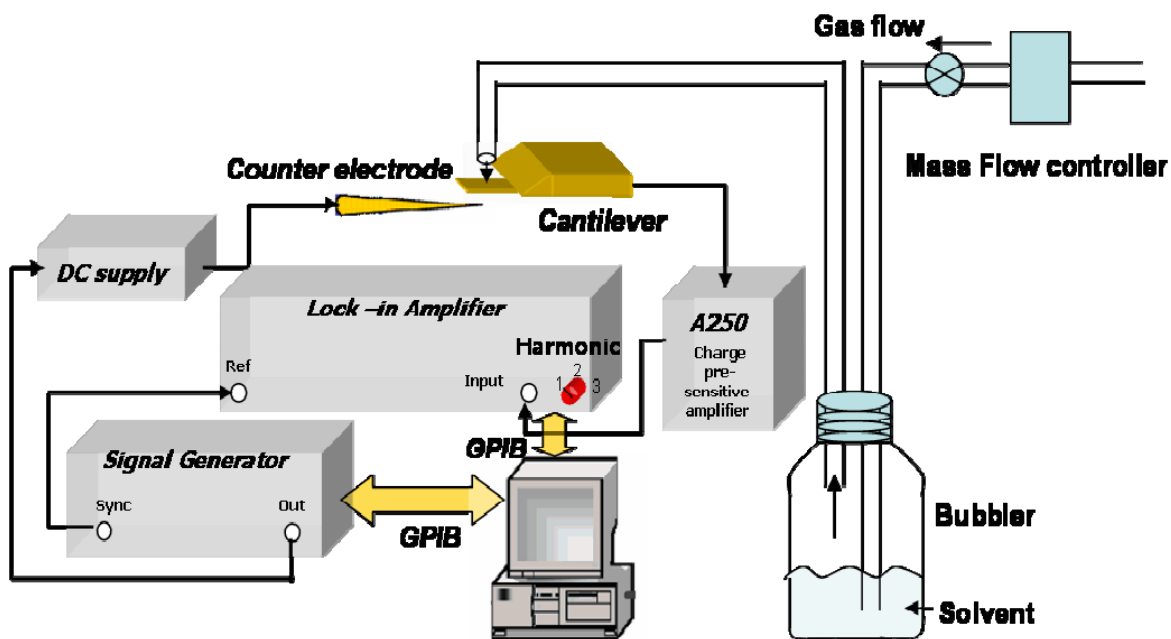 Gas flow
Mass Flow controller
Counter electrode
Cantilever
DC supply
Lock –in Amplifier
A250
Charge
pre-
sensitive
amplifier
Harmonic
Ref
Input
1 2 3
GPIB
Signal Generator
Sync
Out
GPIB
Bubbler
Solvent